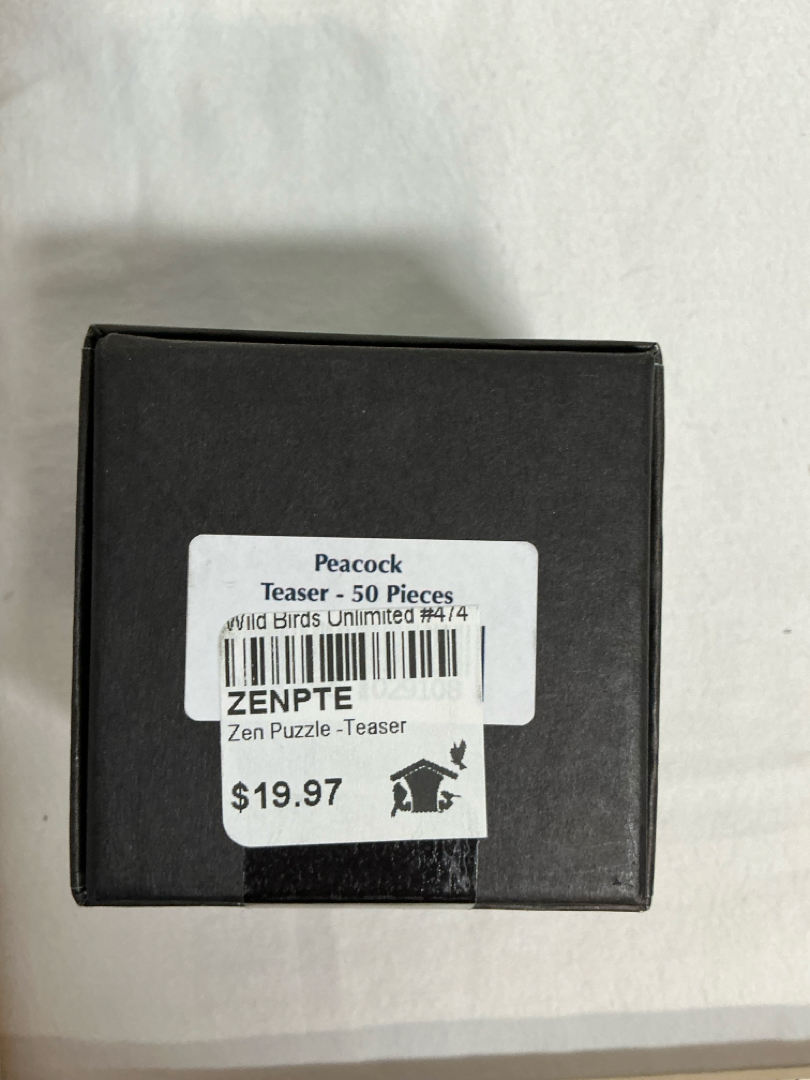 Peacock
Teaser - 50 Pieces
Wild Birds Unlimited #474
ZENPTE
Zen Puzzle -Teaser
$19.97